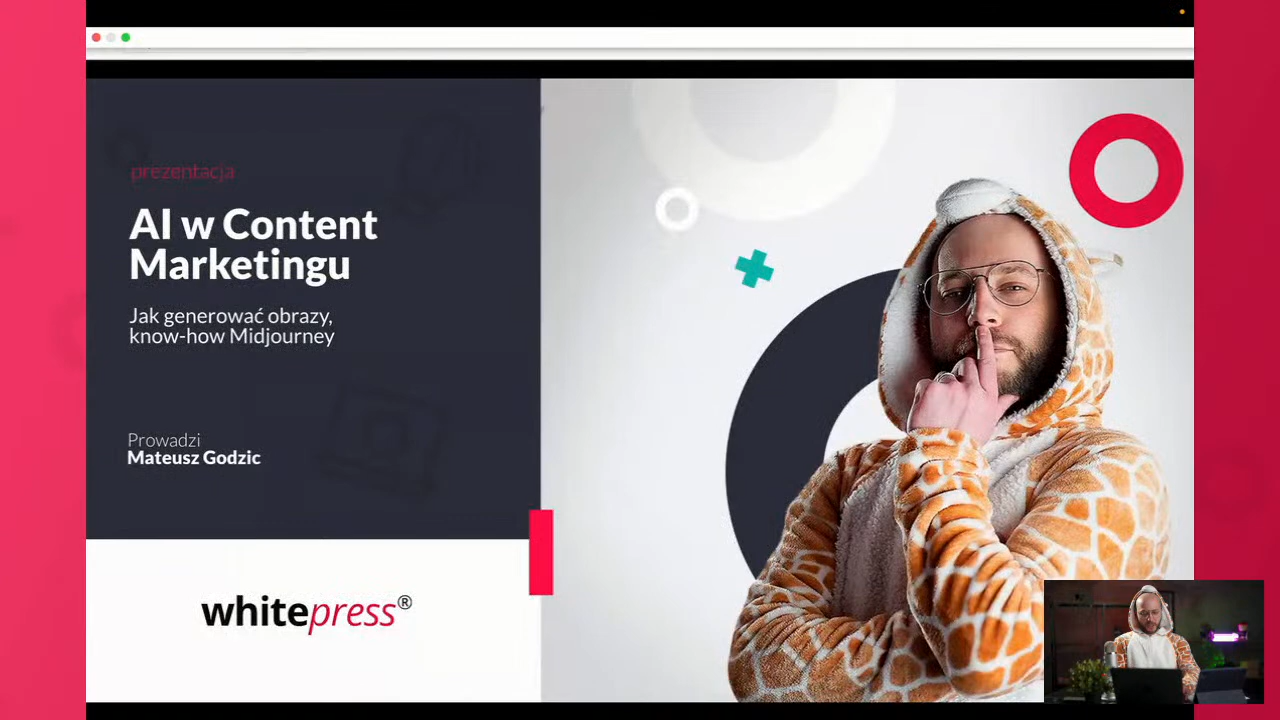 prezentacja
AI w Content
Marketingu
Jak generować obrazy,
know-how Midjourney
Prowadzi
Mateusz Godzic
whitepress®